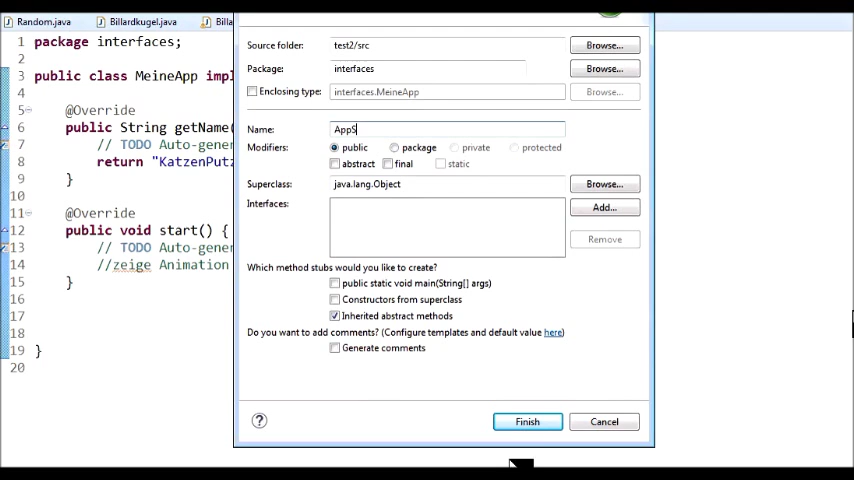 Random.java
Billardkugel.java
Source folder: test2/src Browse...
1 package interfaces;
2
Package: interfaces Browse...
3 public class MeineApp
Enclosing type: interfaces.MeineApp Browse...
4
5 @Override
6 public String getName(
Name: AppS
7 // TODO Auto-gener
Modifiers: public package private protected
8 return "KatzenPutz
abstract final static
9 }
Superclass: java.lang.Object Browse...
10
Interfaces: Add...
11 @Override
12 public void start() {
Remove
13 // TODO Auto-gener
14 //zeige Animation
Which method stubs would you like to create?
15 }
public static void main(String[] args)
16
Constructors from superclass
17
Inherited abstract methods
18
Do you want to add comments? (Configure templates and default value here)
19 }
Generate comments
20
? Finish Cancel